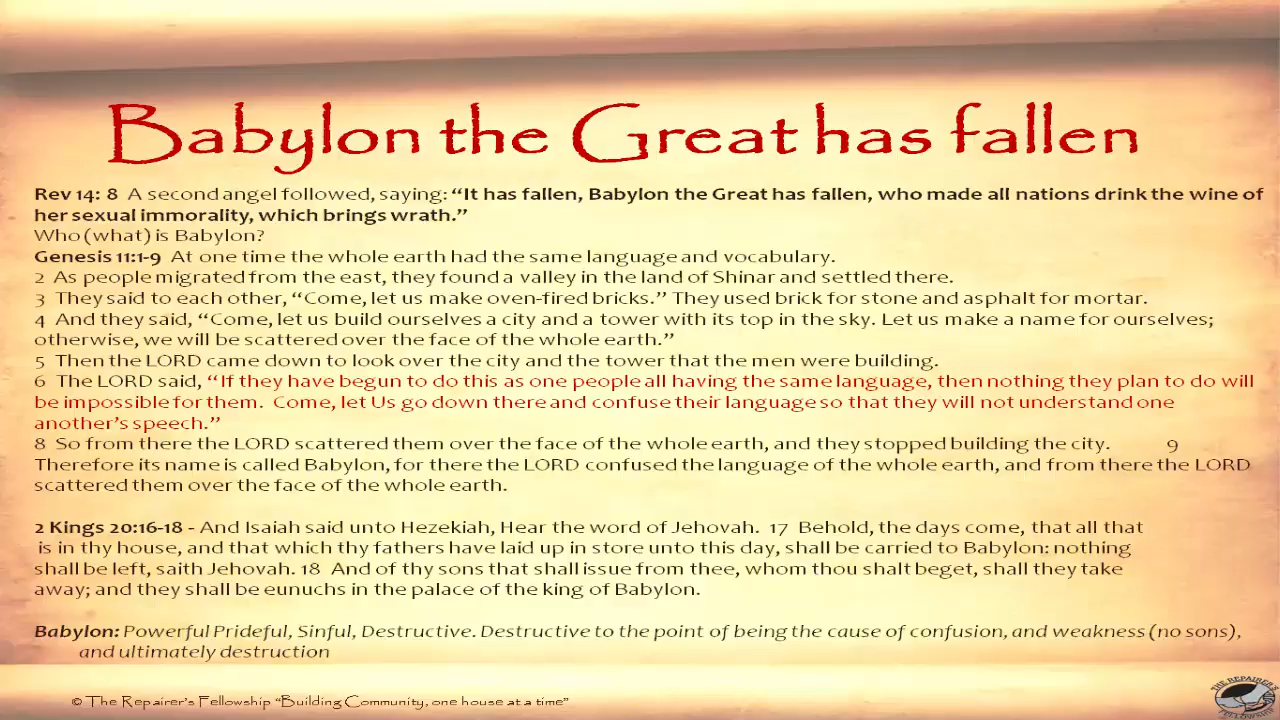 Babylon the Great has fallen
Rev 14: 8 A second angel followed, saying: “It has fallen, Babylon the Great has fallen, who made all nations drink the wine of
her sexual immorality, which brings wrath.”
Who (what) is Babylon?
Genesis 11:1-9 At one time the whole earth had the same language and vocabulary.
2 As people migrated from the east, they found a valley in the land of Shinar and settled there.
3 They said to each other, “Come, let us make oven-fired bricks.” They used brick for stone and asphalt for mortar.
4 And they said, “Come, let us build ourselves a city and a tower with its top in the sky. Let us make a name for ourselves;
otherwise, we will be scattered over the face of the whole earth.”
5 Then the LORD came down to look over the city and the tower that the men were building.
6 The LORD said, “If they have begun to do this as one people all having the same language, then nothing they plan to do will
be impossible for them. Come, let Us go down there and confuse their language so that they will not understand one
another’s speech.”
8 So from there the LORD scattered them over the face of the whole earth, and they stopped building the city. 9
Therefore its name is called Babylon, for there the LORD confused the language of the whole earth, and from there the LORD
scattered them over the face of the whole earth.
2 Kings 20:16-18 - And Isaiah said unto Hezekiah, Hear the word of Jehovah. 17 Behold, the days come, that all that
is in thy house, and that which thy fathers have laid up in store unto this day, shall be carried to Babylon: nothing
shall be left, saith Jehovah. 18 And of thy sons that shall issue from thee, whom thou shalt beget, shall they take
away; and they shall be eunuchs in the palace of the king of Babylon.
Babylon: Powerful Prideful, Sinful, Destructive. Destructive to the point of being the cause of confusion, and weakness (no sons),
and ultimately destruction
© The Repairer’s Fellowship “Building Community, one house at a time”
THE REPAIRER'S
FELLOWSHIP